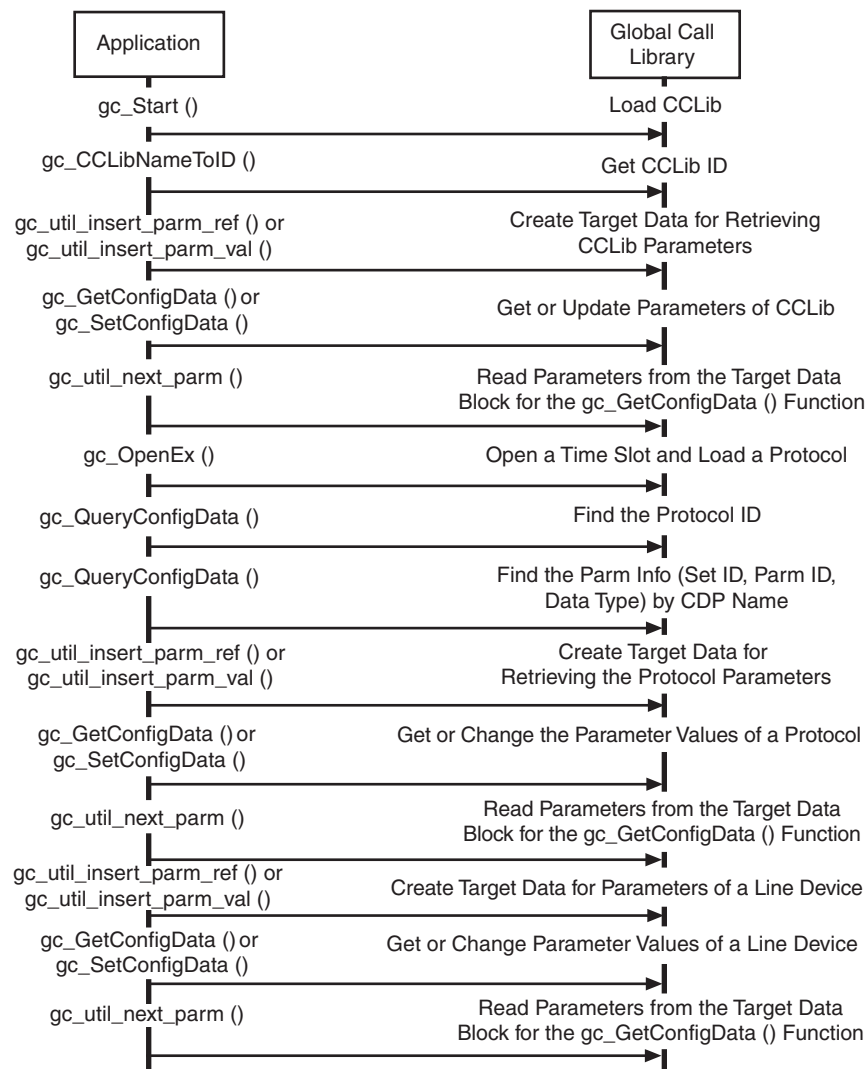 Application
Global Call
Library
gc_Start ()
Load CCLib
gc_CCLibNameToID ()
Get CCLib ID
gc_util_insert_parm_ref () or
gc_util_insert_parm_val ()
Create Target Data for Retrieving
CCLib Parameters
gc_GetConfigData () or
gc_SetConfigData ()
Get or Update Parameters of CCLib
gc_util_next_parm ()
Read Parameters from the Target Data
Block for the gc_GetConfigData () Function
gc_OpenEx ()
Open a Time Slot and Load a Protocol
gc_QueryConfigData ()
Find the Protocol ID
gc_QueryConfigData ()
Find the Parm Info (Set ID, Parm ID,
Data Type) by CDP Name
gc_util_insert_parm_ref () or
gc_util_insert_parm_val ()
Create Target Data for
Retrieving the Protocol Parameters
gc_GetConfigData () or
gc_SetConfigData ()
Get or Change the Parameter Values of a Protocol
gc_util_next_parm ()
Read Parameters from the Target Data
Block for the gc_GetConfigData () Function
gc_util_insert_parm_ref () or
gc_util_insert_parm_val ()
Create Target Data for Parameters of a Line Device
gc_GetConfigData () or
gc_SetConfigData ()
Get or Change Parameter Values of a Line Device
gc_util_next_parm ()
Read Parameters from the Target Data
Block for the gc_GetConfigData () Function